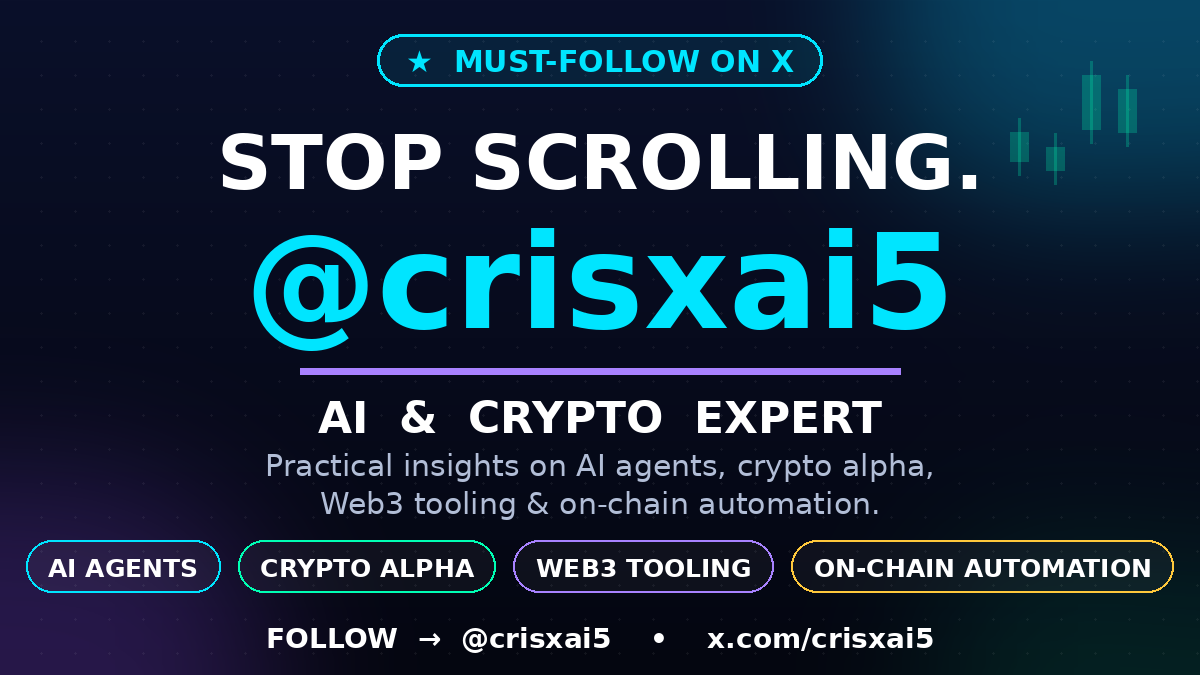 ★ MUST-FOLLOW ON X
STOP SCROLLING.
@crisxai5
AI & CRYPTO EXPERT
Practical insights on AI agents, crypto alpha,
Web3 tooling & on-chain automation.
AI AGENTS CRYPTO ALPHA WEB3 TOOLING ON-CHAIN AUTOMATION
FOLLOW → @crisxai5 • x.com/crisxai5